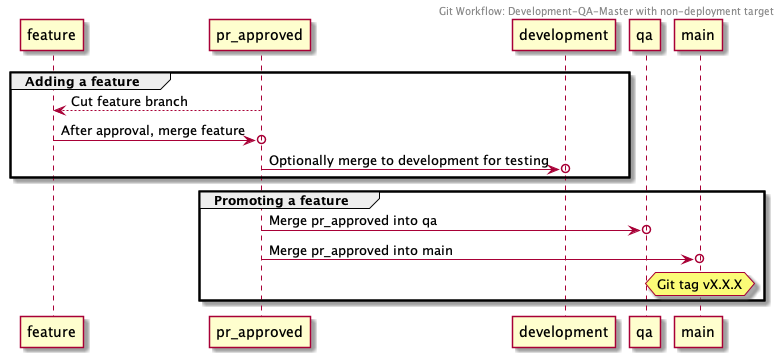 Git Workflow: Development-QA-Master with non-deployment target
feature
pr_approved
development
qa
main
Adding a feature
Cut feature branch
After approval, merge feature
Optionally merge to development for testing
Promoting a feature
Merge pr_approved into qa
Merge pr_approved into main
Git tag vX.X.X
feature
pr_approved
development
qa
main